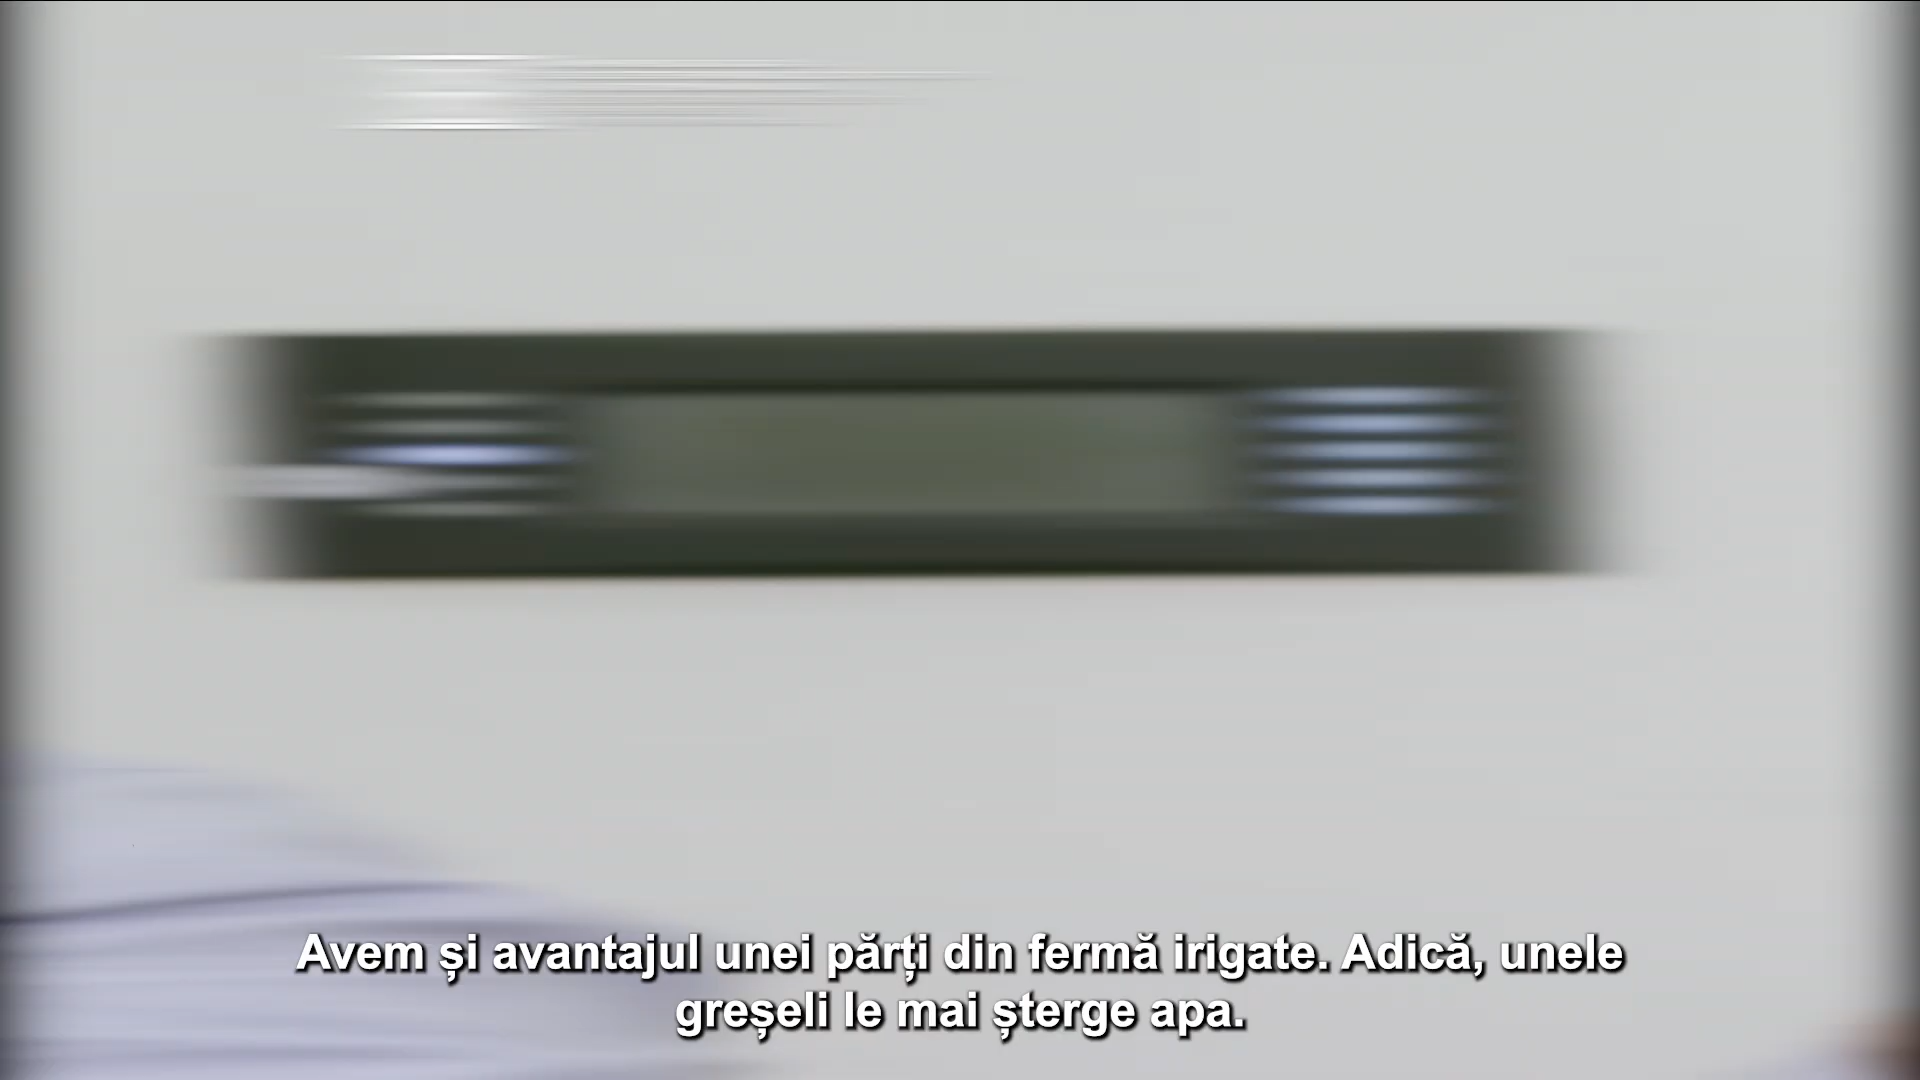 Avem și avantajul unei părți din fermă irigate. Adică, unele
greșeli le mai șterge apa.